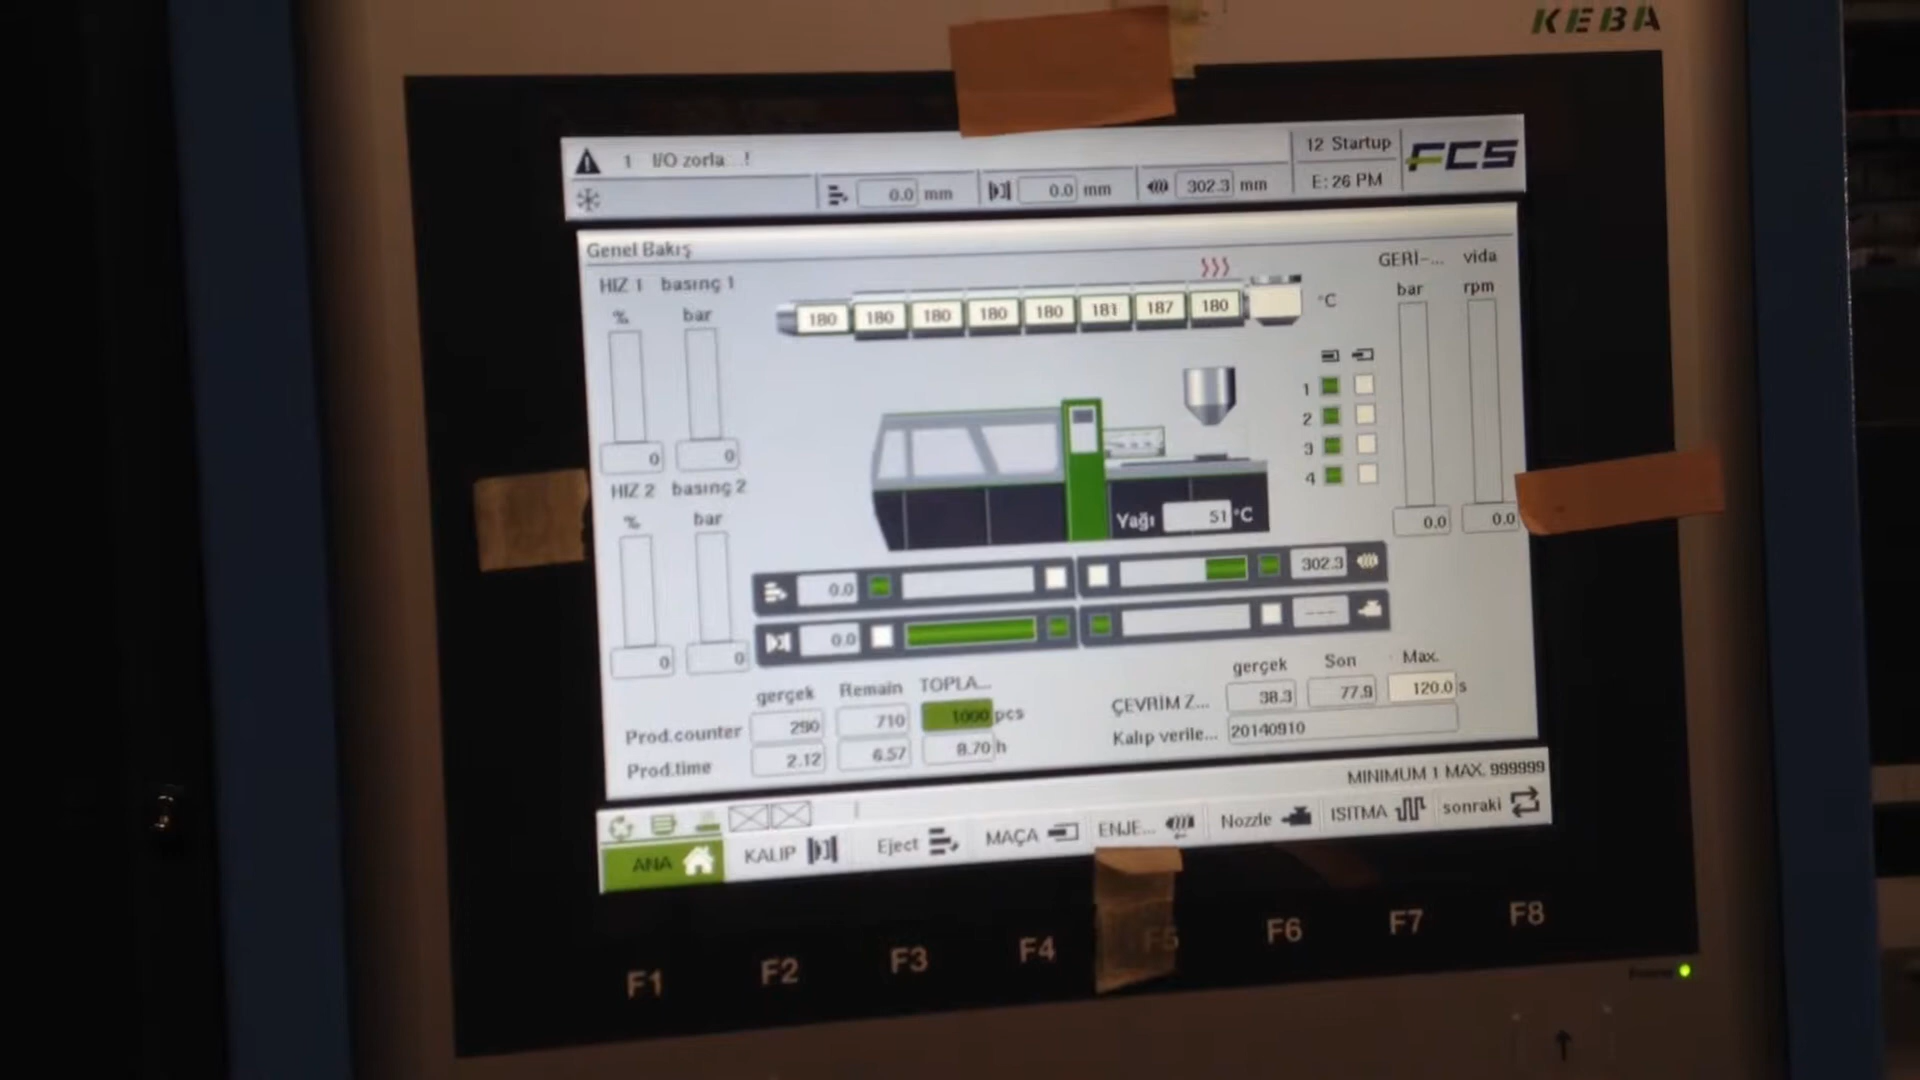 KEBA
1 I/O zorla...!
12 Startup
FCS
0.0 mm
0.0 mm
302.3 mm
E: 26 PM
Genel Bakış
HIZ 1 basınç 1
GERİ-... vida
% bar
bar rpm
180 180 180 180 180 181 187 180 °C
1
2
3
4
0 0
HIZ 2 basınç 2
% bar
Yağı 51 °C
0.0 0.0
0.0
302.3
0.0
---
0 0
gerçek Remain TOPLA...
gerçek Son Max.
Prod.counter 290 710 1000 pcs
ÇEVRİM Z... 38.3 77.9 120.0 s
Prod.time 2.12 6.57 8.70 h
Kalıp verile... 20140910
MINIMUM 1 MAX. 999999
ANA KALIP Eject MAÇA ENJE... Nozzle ISITMA sonraki
F1 F2 F3 F4 F5 F6 F7 F8